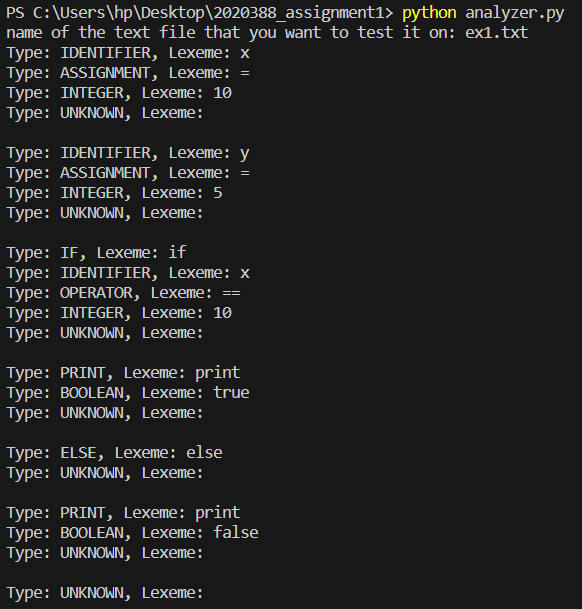 PS C:\Users\hp\Desktop\2020388_assignment1> python analyzer.py
name of the text file that you want to test it on: ex1.txt
Type: IDENTIFIER, Lexeme: x
Type: ASSIGNMENT, Lexeme: =
Type: INTEGER, Lexeme: 10
Type: UNKNOWN, Lexeme:

Type: IDENTIFIER, Lexeme: y
Type: ASSIGNMENT, Lexeme: =
Type: INTEGER, Lexeme: 5
Type: UNKNOWN, Lexeme:

Type: IF, Lexeme: if
Type: IDENTIFIER, Lexeme: x
Type: OPERATOR, Lexeme: ==
Type: INTEGER, Lexeme: 10
Type: UNKNOWN, Lexeme:

Type: PRINT, Lexeme: print
Type: BOOLEAN, Lexeme: true
Type: UNKNOWN, Lexeme:

Type: ELSE, Lexeme: else
Type: UNKNOWN, Lexeme:

Type: PRINT, Lexeme: print
Type: BOOLEAN, Lexeme: false
Type: UNKNOWN, Lexeme:

Type: UNKNOWN, Lexeme: